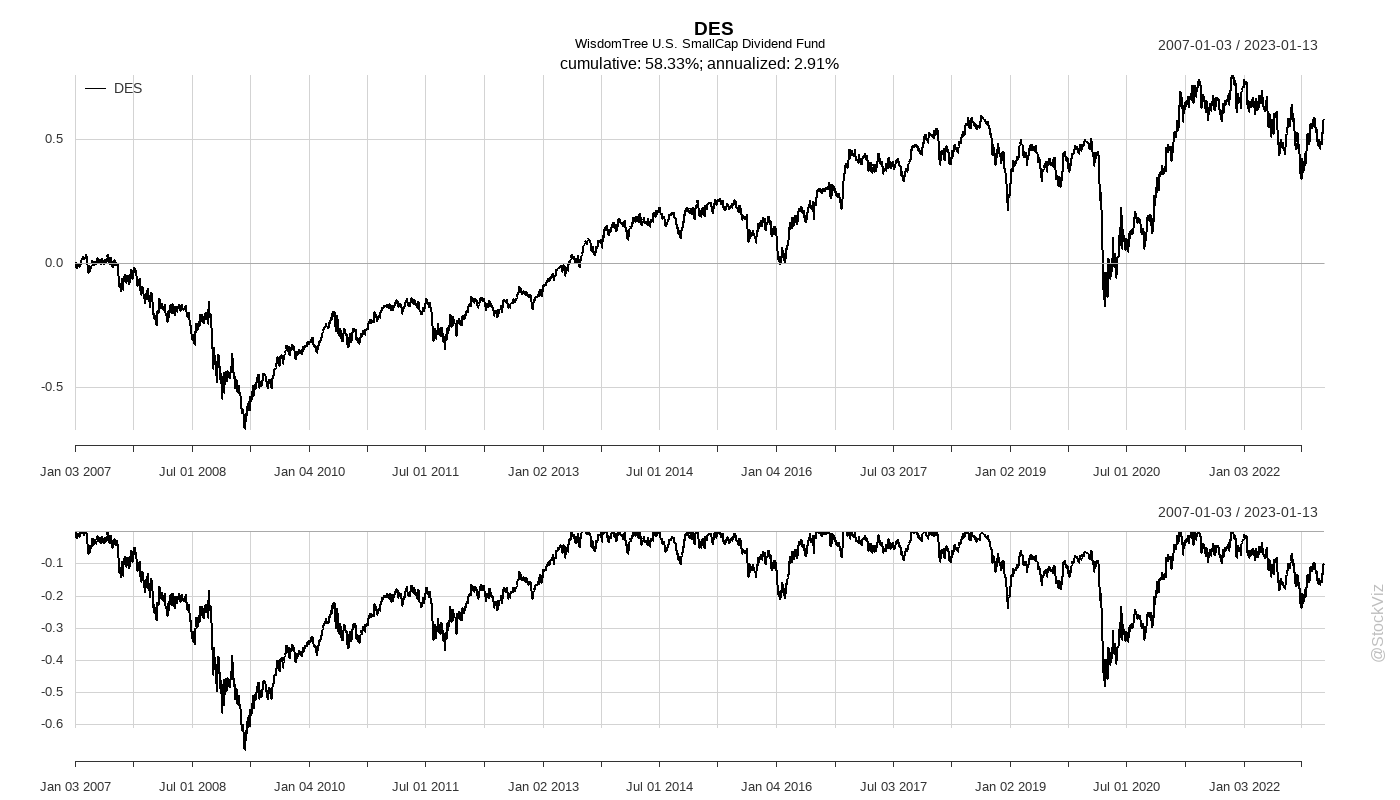 DES
WisdomTree U.S. SmallCap Dividend Fund
cumulative: 58.33%; annualized: 2.91%
2007-01-03 / 2023-01-13
DES
0.5
0.0
-0.5
Jan 03 2007 Jul 01 2008 Jan 04 2010 Jul 01 2011 Jan 02 2013 Jul 01 2014 Jan 04 2016 Jul 03 2017 Jan 02 2019 Jul 01 2020 Jan 03 2022
2007-01-03 / 2023-01-13
-0.1
-0.2
-0.3
-0.4
-0.5
-0.6
Jan 03 2007 Jul 01 2008 Jan 04 2010 Jul 01 2011 Jan 02 2013 Jul 01 2014 Jan 04 2016 Jul 03 2017 Jan 02 2019 Jul 01 2020 Jan 03 2022
@StockViz